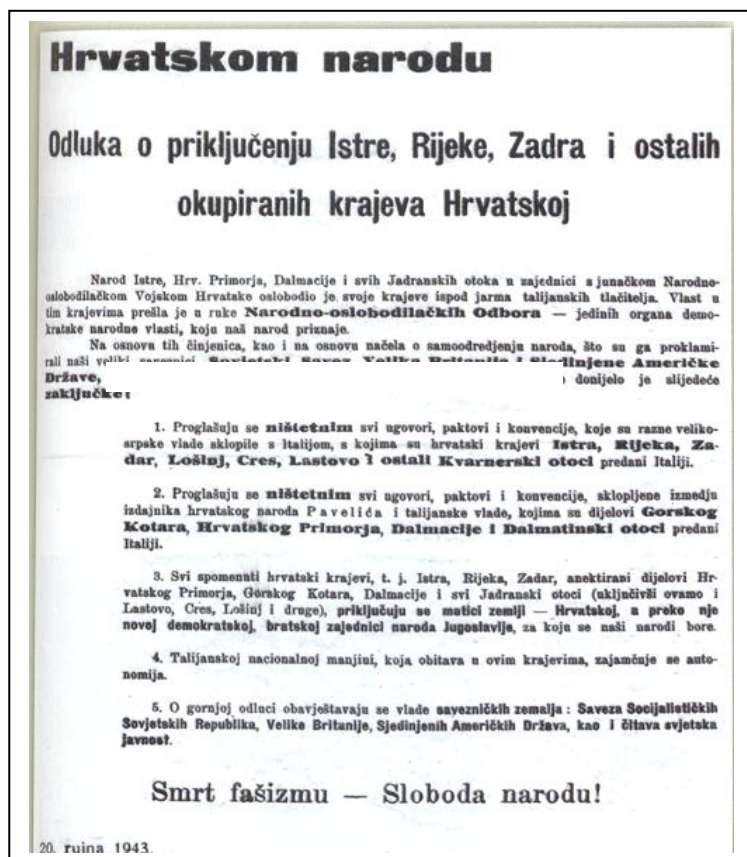 Hrvatskom narodu
Odluka o priključenju Istre, Rijeke, Zadra i ostalih
okupiranih krajeva Hrvatskoj
Narod Istre, Hrv. Primorja, Dalmacije i svih Jadranskih otoka u zajednici s junačkom Narodno-
oslobodilačkom Vojskom Hrvatske oslobodio je svoje krajeve ispod jarma talijanskih tlačitelja. Vlast u
tim krajevima prešla je u ruke Narodno-oslobodilačkih Odbora — jedinih organa demo-
kratske narodne vlasti, koju naš narod priznaje.
Na osnovu tih činjenica, kao i na osnovu načela o samoodredjenju naroda, što su ga proklami-
rali naši veliki saveznici, Sovjetski Savez, Velika Britanija i Sjedinjene Američke
Države, donijelo je slijedeće
zaključke:
1. Proglašuju se ništetnim svi ugovori, paktovi i konvencije, koje su razne veliko-
srpske vlade sklopile s Italijom, s kojima su hrvatski krajevi Istra, Rijeka, Za-
dar, Lošinj, Cres, Lastovo i ostali Kvarnerski otoci predani Italiji.
2. Proglašuju se ništetnim svi ugovori, paktovi i konvencije, sklopljene izmedju
izdajnika hrvatskog naroda Pavelića i talijanske vlade, kojima su dijelovi Gorskog
Kotara, Hrvatskog Primorja, Dalmacije i Dalmatinski otoci predani
Italiji.
3. Svi spomenuti hrvatski krajevi, t. j. Istra, Rijeka, Zadar, anektirani dijelovi Hr-
vatskog Primorja, Gorskog Kotara, Dalmacije i svi Jadranski otoci (uključivši ovamo i
Lastovo, Cres, Lošinj i druge), priključuju se matici zemlji — Hrvatskoj, a preko nje
novoj demokratskoj, bratskoj zajednici naroda Jugoslavije, za koju se naši narodi bore.
4. Talijanskoj nacionalnoj manjini, koja obitava u ovim krajevima, zajamčuje se auto-
nomija.
5. O gornjoj odluci obavještavaju se vlade savezničkih zemalja: Saveza Socijalističkih
Sovjetskih Republika, Velike Britanije, Sjedinjenih Američkih Država, kao i čitava svjetska
javnost.
Smrt fašizmu — Sloboda narodu!
20. rujna 1943.